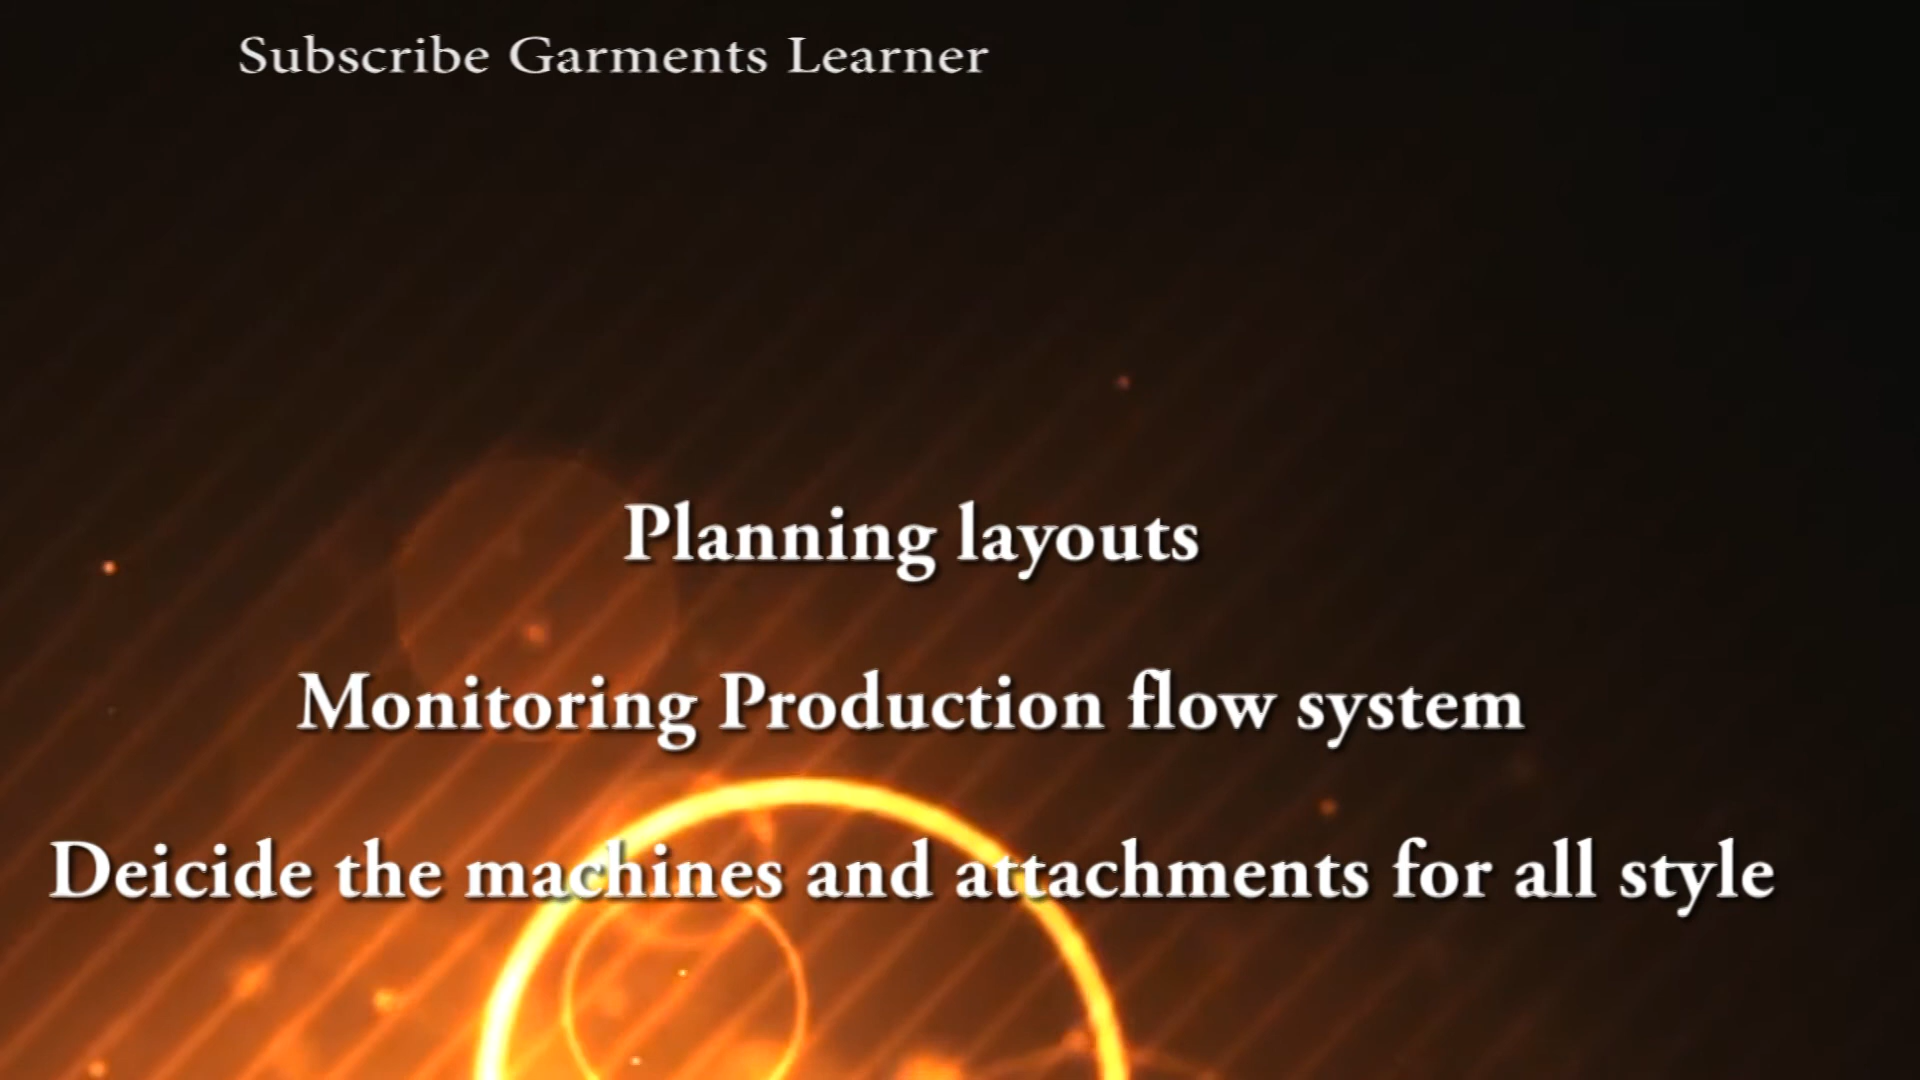 Subscribe Garments Learner
Planning layouts
Monitoring Production flow system
Deicide the machines and attachments for all style